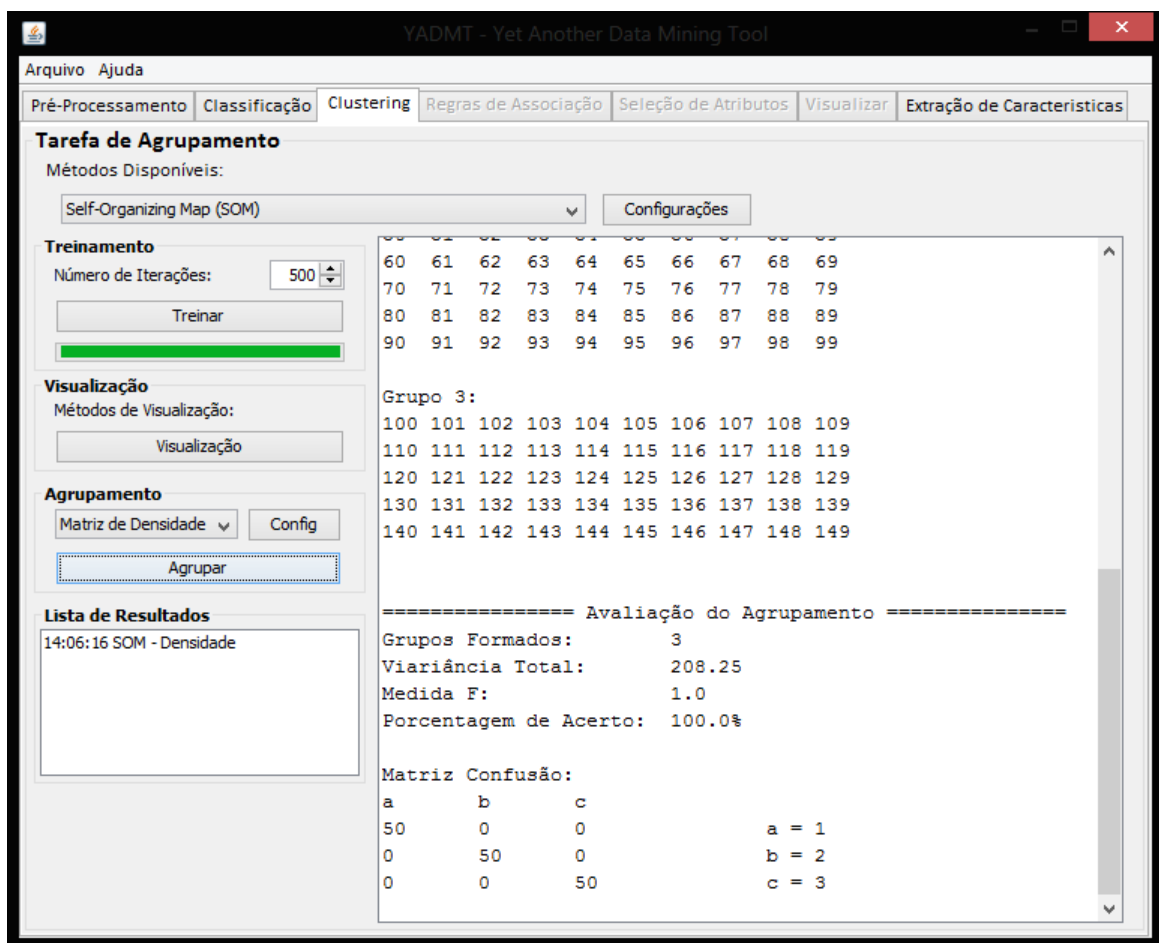 YADMT - Yet Another Data Mining Tool
Arquivo Ajuda
Pré-Processamento Classificação Clustering Regras de Associação Seleção de Atributos Visualizar Extração de Caracteristicas
Tarefa de Agrupamento
Métodos Disponíveis:
Self-Organizing Map (SOM) Configurações
Treinamento
Número de Iterações: 500
Treinar
Visualização
Métodos de Visualização:
Visualização
Agrupamento
Matriz de Densidade Config
Agrupar
Lista de Resultados
14:06:16 SOM - Densidade
60 61 62 63 64 65 66 67 68 69
70 71 72 73 74 75 76 77 78 79
80 81 82 83 84 85 86 87 88 89
90 91 92 93 94 95 96 97 98 99
Grupo 3:
100 101 102 103 104 105 106 107 108 109
110 111 112 113 114 115 116 117 118 119
120 121 122 123 124 125 126 127 128 129
130 131 132 133 134 135 136 137 138 139
140 141 142 143 144 145 146 147 148 149
================ Avaliação do Agrupamento ===============
Grupos Formados: 3
Viariância Total: 208.25
Medida F: 1.0
Porcentagem de Acerto: 100.0%
Matriz Confusão:
a b c
50 0 0 a = 1
0 50 0 b = 2
0 0 50 c = 3